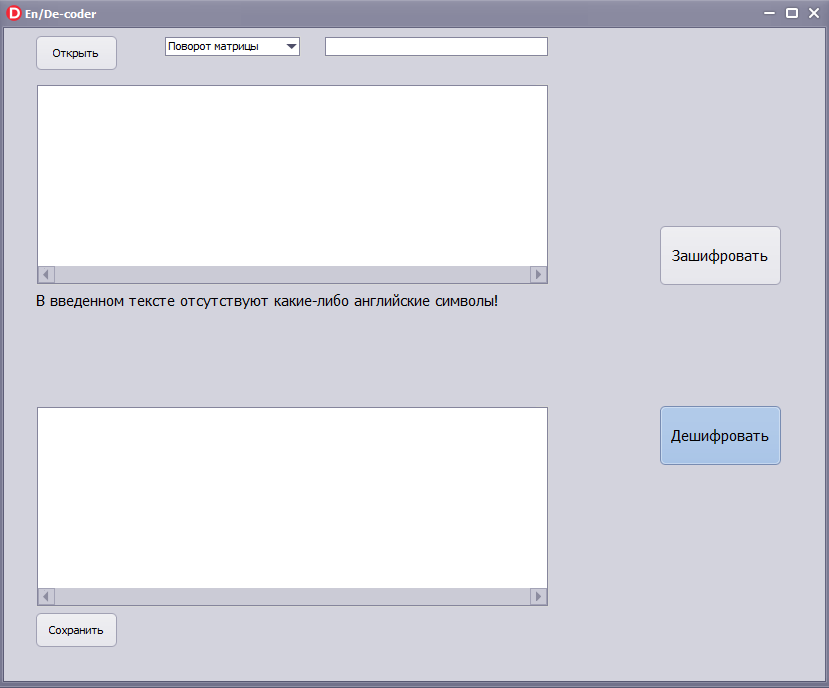 En/De-coder
Открыть
Поворот матрицы
Зашифровать
В введенном тексте отсутствуют какие-либо английские символы!
Дешифровать
Сохранить